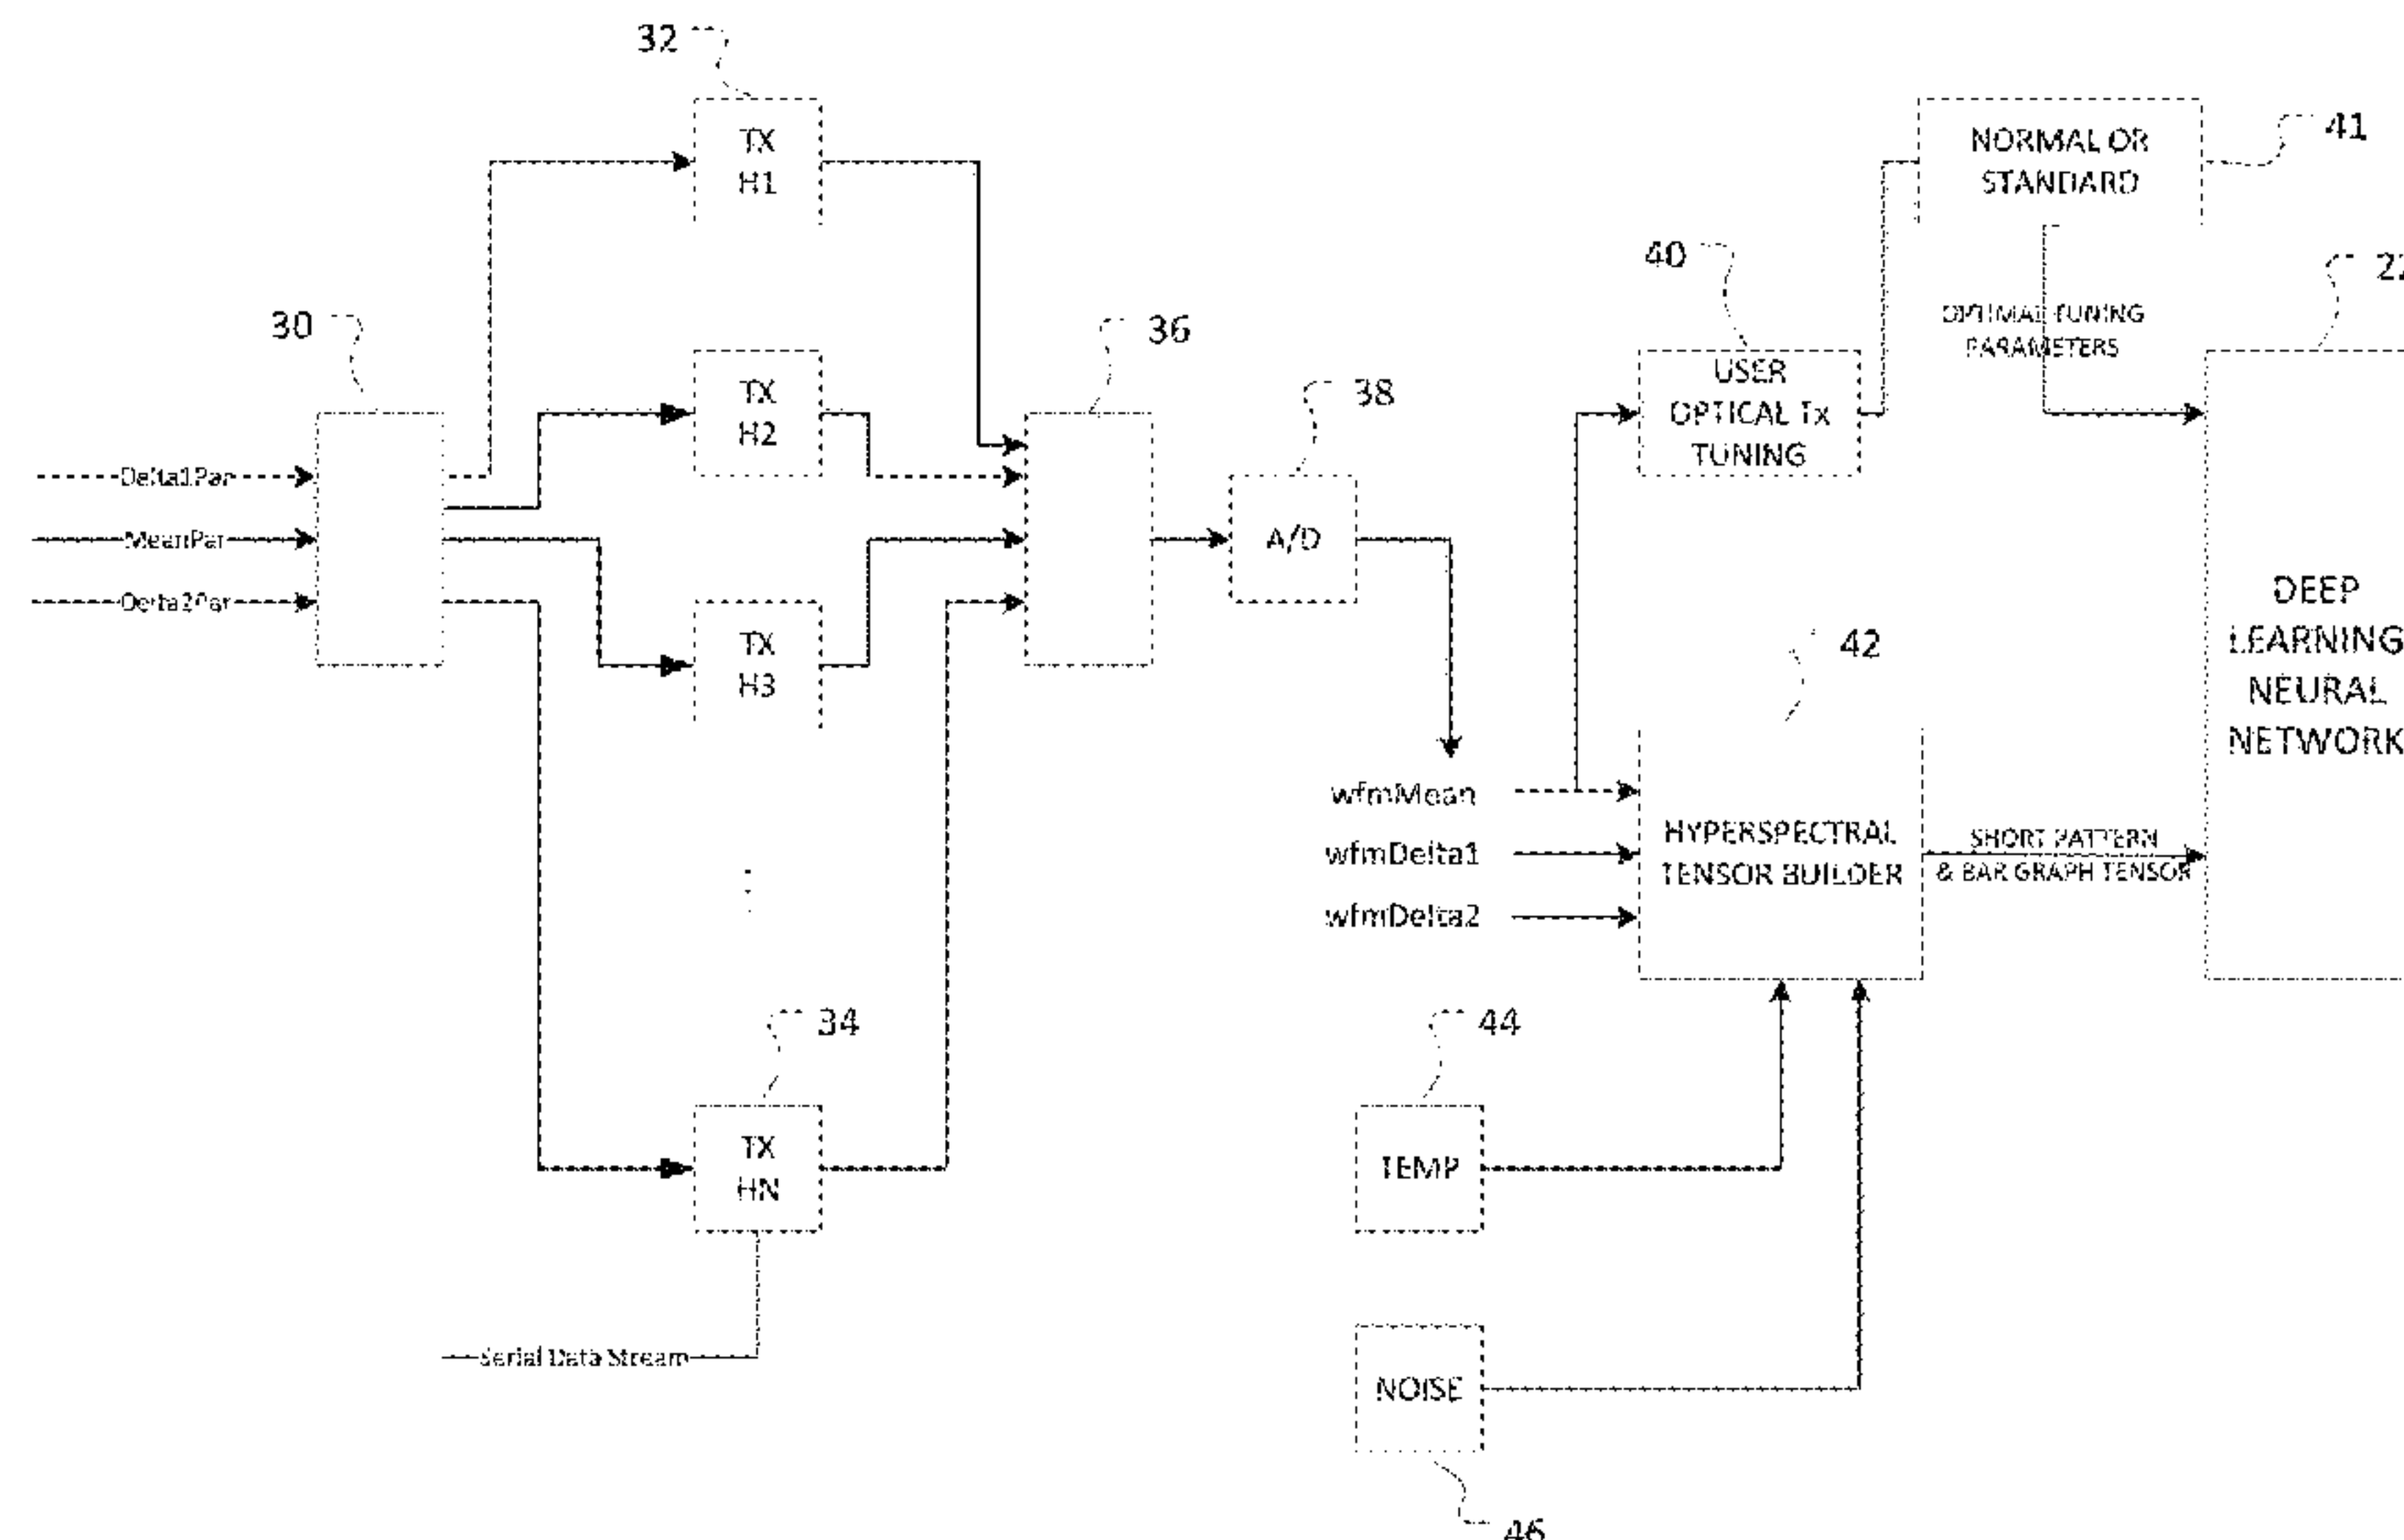 32
TX
H1
NORMAL OR
STANDARD
41
40
OPTIMAL TUNING
PARAMETERS
30
TX
H2
36
38
USER
OPTICAL Tx
TUNING
Delta1Par
MeanPar
Delta2Par
A/D
TX
H3
42
DEEP
LEARNING
NEURAL
NETWORK
wfmMean
wfmDelta1
wfmDelta2
HYPERSPECTRAL
TENSOR BUILDER
SHORT PATTERN
& BAR GRAPH TENSOR
34
TX
HN
44
TEMP
Serial Data Stream
NOISE
46